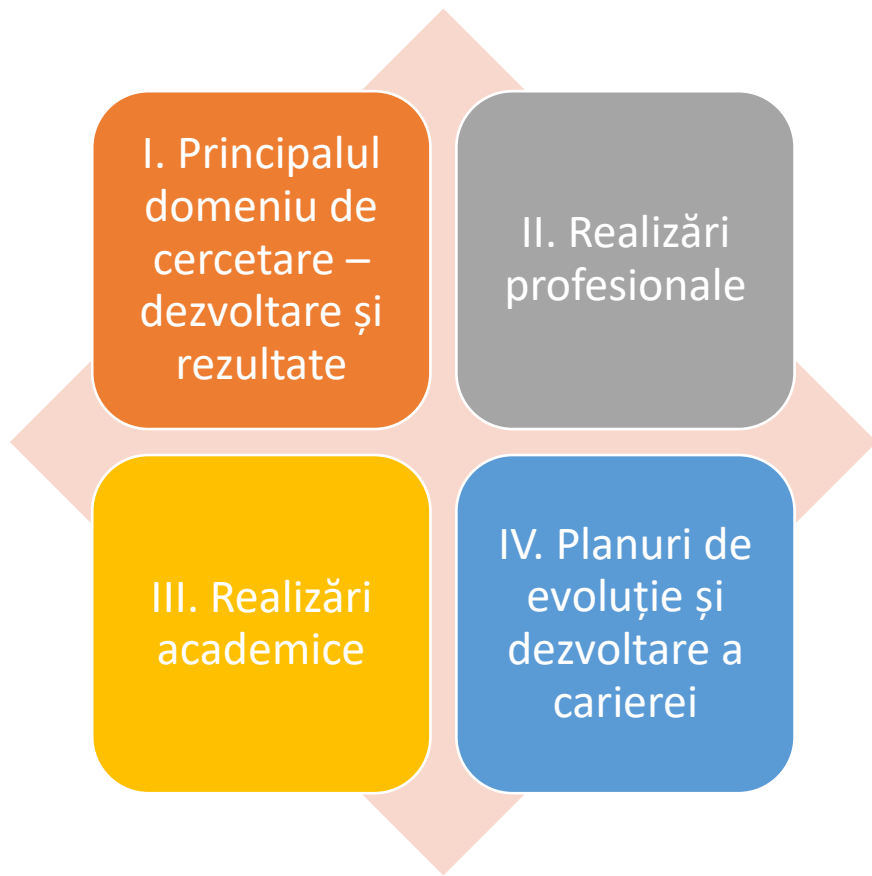 I. Principalul
domeniu de
cercetare –
dezvoltare și
rezultate
II. Realizări
profesionale
III. Realizări
academice
IV. Planuri de
evoluție și
dezvoltare a
carierei